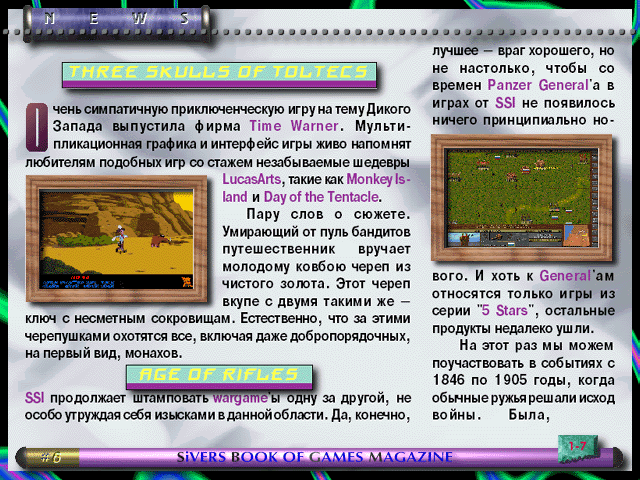 NEWS
THREE SKULLS OF TOLTECS
Очень симпатичную приключенческую игру на тему Дикого
Запада выпустила фирма Time Warner. Мульти-
пликационная графика и интерфейс игры живо напомнят
любителям подобных игр со стажем незабываемые шедевры
LucasArts, такие как Monkey Is-
land и Day of the Tentacle.
Пару слов о сюжете.
Умирающий от пуль бандитов
путешественник вручает
молодому ковбою череп из
чистого золота. Этот череп
вкупе с двумя такими же –
ключ к несметным сокровищам. Естественно, что за этими
черепушками охотятся все, включая даже добропорядочных,
на первый вид, монахов.
AGE OF RIFLES
SSI продолжает штамповать wargame'ы одну за другой, не
особо утруждая себя изысками в данной области. Да, конечно,
лучшее – враг хорошего, но
не настолько, чтобы со
времен Panzer General'а в
играх от SSI не появилось
ничего принципиально но-
вого. И хоть к General'ам
относятся только игры из
серии "5 Stars", остальные
продукты недалеко ушли.
На этот раз мы можем
поучаствовать в событиях с
1846 по 1905 годы, когда
обычные ружья решали исход
войны. Была,
#6
SiVERS BOOK OF GAMES MAGAZINE
1-7